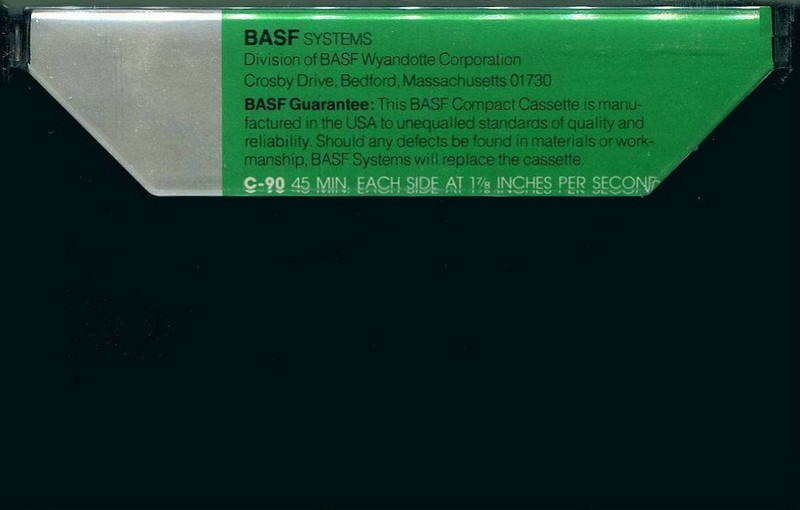 BASF SYSTEMS
Division of BASF Wyandotte Corporation
Crosby Drive, Bedford, Massachusetts 01730
BASF Guarantee: This BASF Compact Cassette is manu-
factured in the USA to unequalled standards of quality and
reliability. Should any defects be found in materials or work-
manship, BASF Systems will replace the cassette.
C-90 45 MIN. EACH SIDE AT 1⅞ INCHES PER SECOND